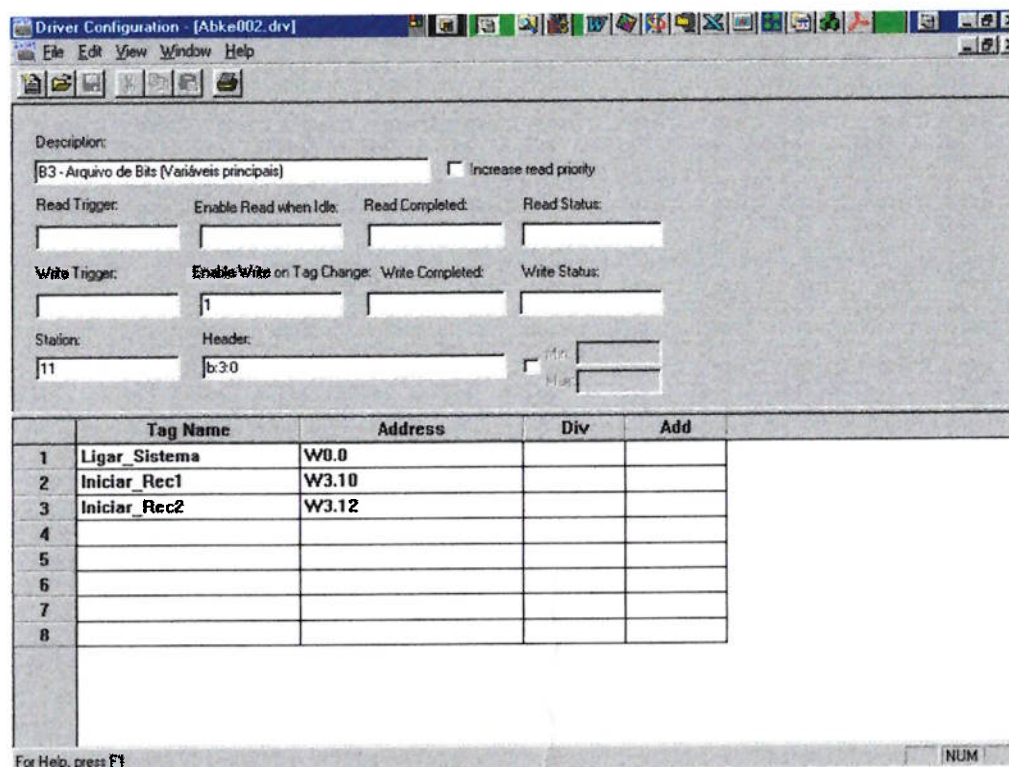 Driver Configuration - [Abke002.drv]
File Edit View Window Help
Description:
B3 - Arquivo de Bits (Variáveis principais)
Increase read priority
Read Trigger: Enable Read when Idle: Read Completed: Read Status:
Write Trigger: Enable Write on Tag Change: Write Completed: Write Status:
1
Station: Header:
11 b:3:0
Min:
Max:
Tag Name Address Div Add
1 Ligar_Sistema W0.0
2 Iniciar_Rec1 W3.10
3 Iniciar_Rec2 W3.12
4
5
6
7
8
For Help, press F1
NUM